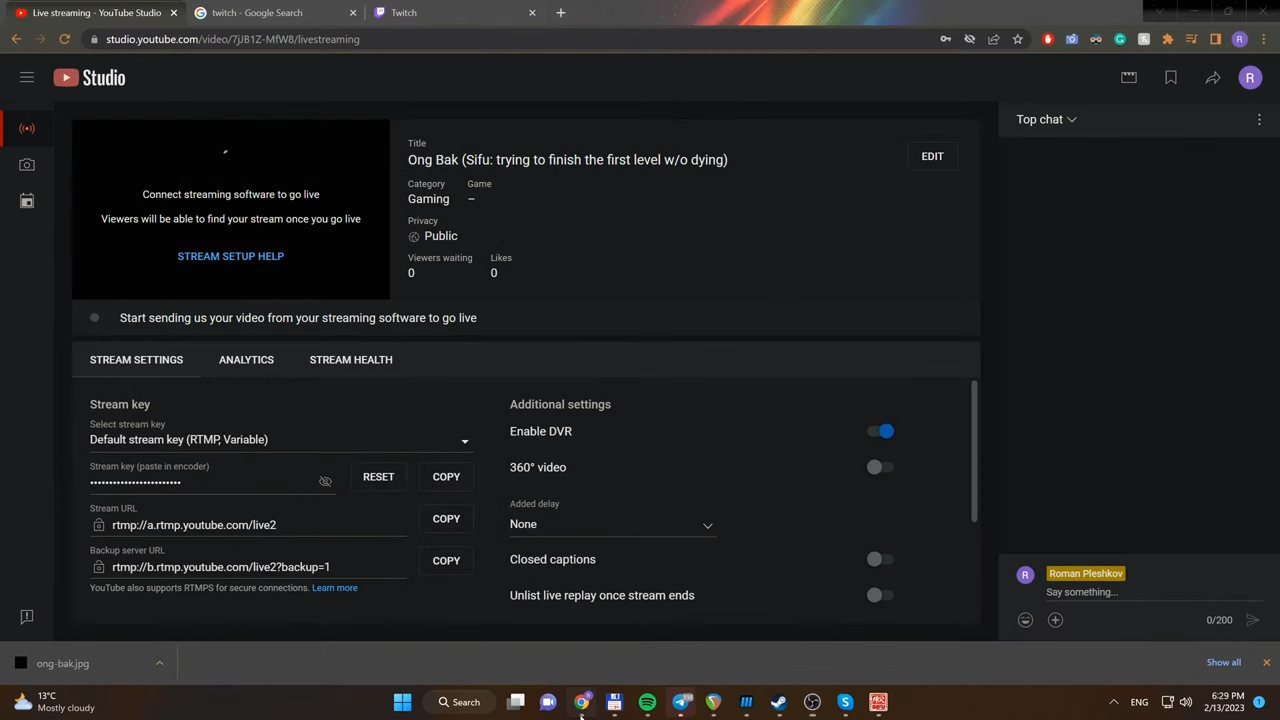 Live streaming - YouTube Studio
twitch - Google Search
Twitch
studio.youtube.com/video/7jJB1Z-MfW8/livestreaming
R
Studio
R
Connect streaming software to go live
Viewers will be able to find your stream once you go live
STREAM SETUP HELP
Title
Ong Bak (Sifu: trying to finish the first level w/o dying)
EDIT
Category
Game
Gaming
–
Privacy
Public
Viewers waiting
Likes
0
0
Start sending us your video from your streaming software to go live
STREAM SETTINGS
ANALYTICS
STREAM HEALTH
Stream key
Select stream key
Default stream key (RTMP, Variable)
Stream key (paste in encoder)
••••••••••••••••••••••••
RESET
COPY
Stream URL
rtmp://a.rtmp.youtube.com/live2
COPY
Backup server URL
rtmp://b.rtmp.youtube.com/live2?backup=1
COPY
YouTube also supports RTMPS for secure connections. Learn more
Additional settings
Enable DVR
360° video
Added delay
None
Closed captions
Unlist live replay once stream ends
Top chat
R
Roman Pleshkov
Say something...
0/200
ong-bak.jpg
Show all
13°C
Mostly cloudy
Search
ENG
6:29 PM
2/13/2023
1